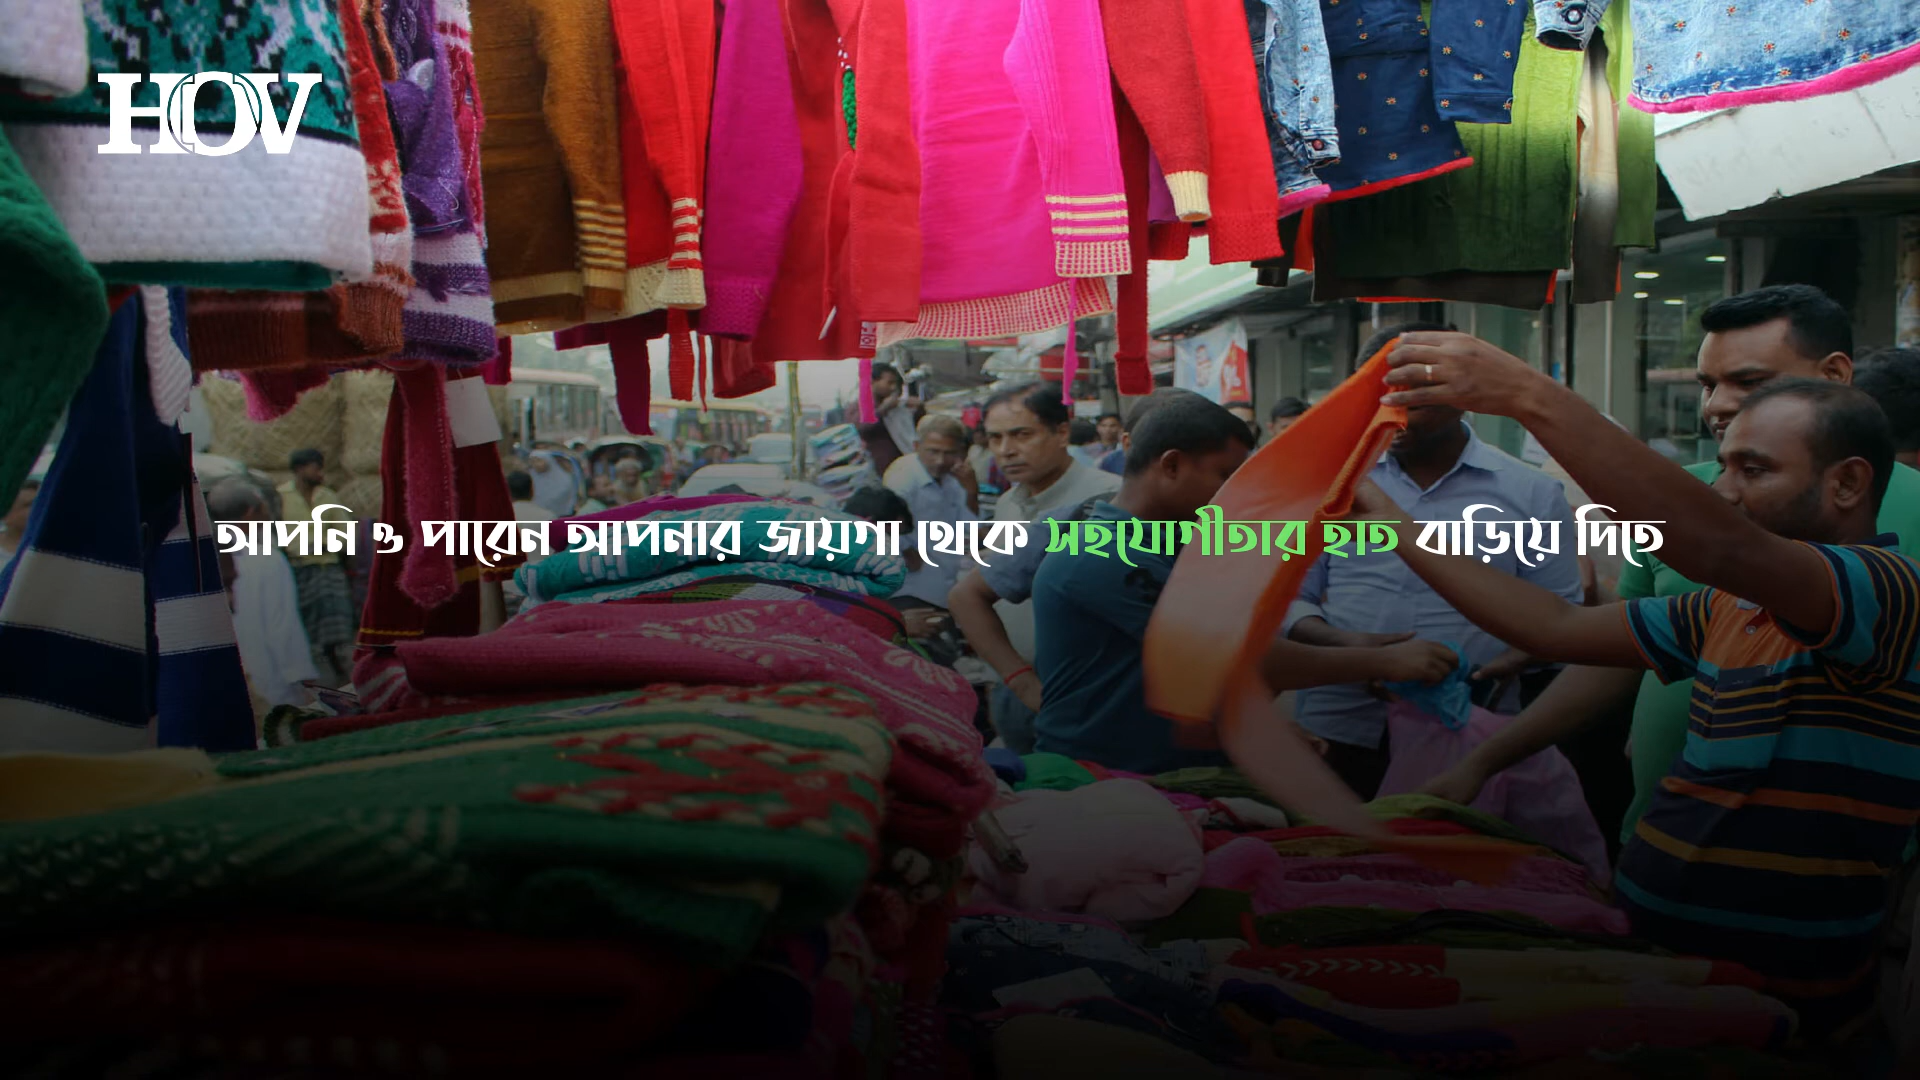 HOV
আপনি ও পারেন আপনার জায়গা থেকে সহযোগীতার হাত বাড়িয়ে দিতে